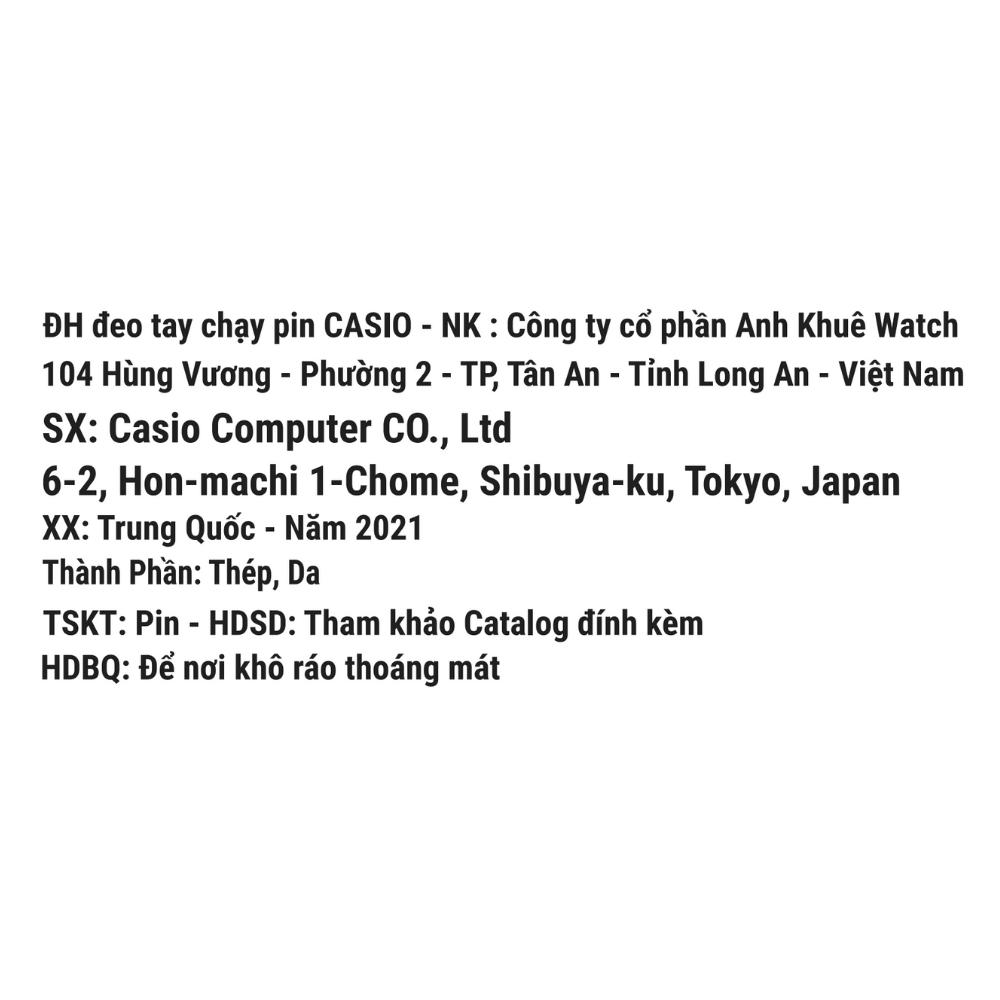 ĐH đeo tay chạy pin CASIO - NK : Công ty cổ phần Anh Khuê Watch
104 Hùng Vương - Phường 2 - TP, Tân An - Tỉnh Long An - Việt Nam
SX: Casio Computer CO., Ltd
6-2, Hon-machi 1-Chome, Shibuya-ku, Tokyo, Japan
XX: Trung Quốc - Năm 2021
Thành Phần: Thép, Da
TSKT: Pin - HDSD: Tham khảo Catalog đính kèm
HDBQ: Để nơi khô ráo thoáng mát